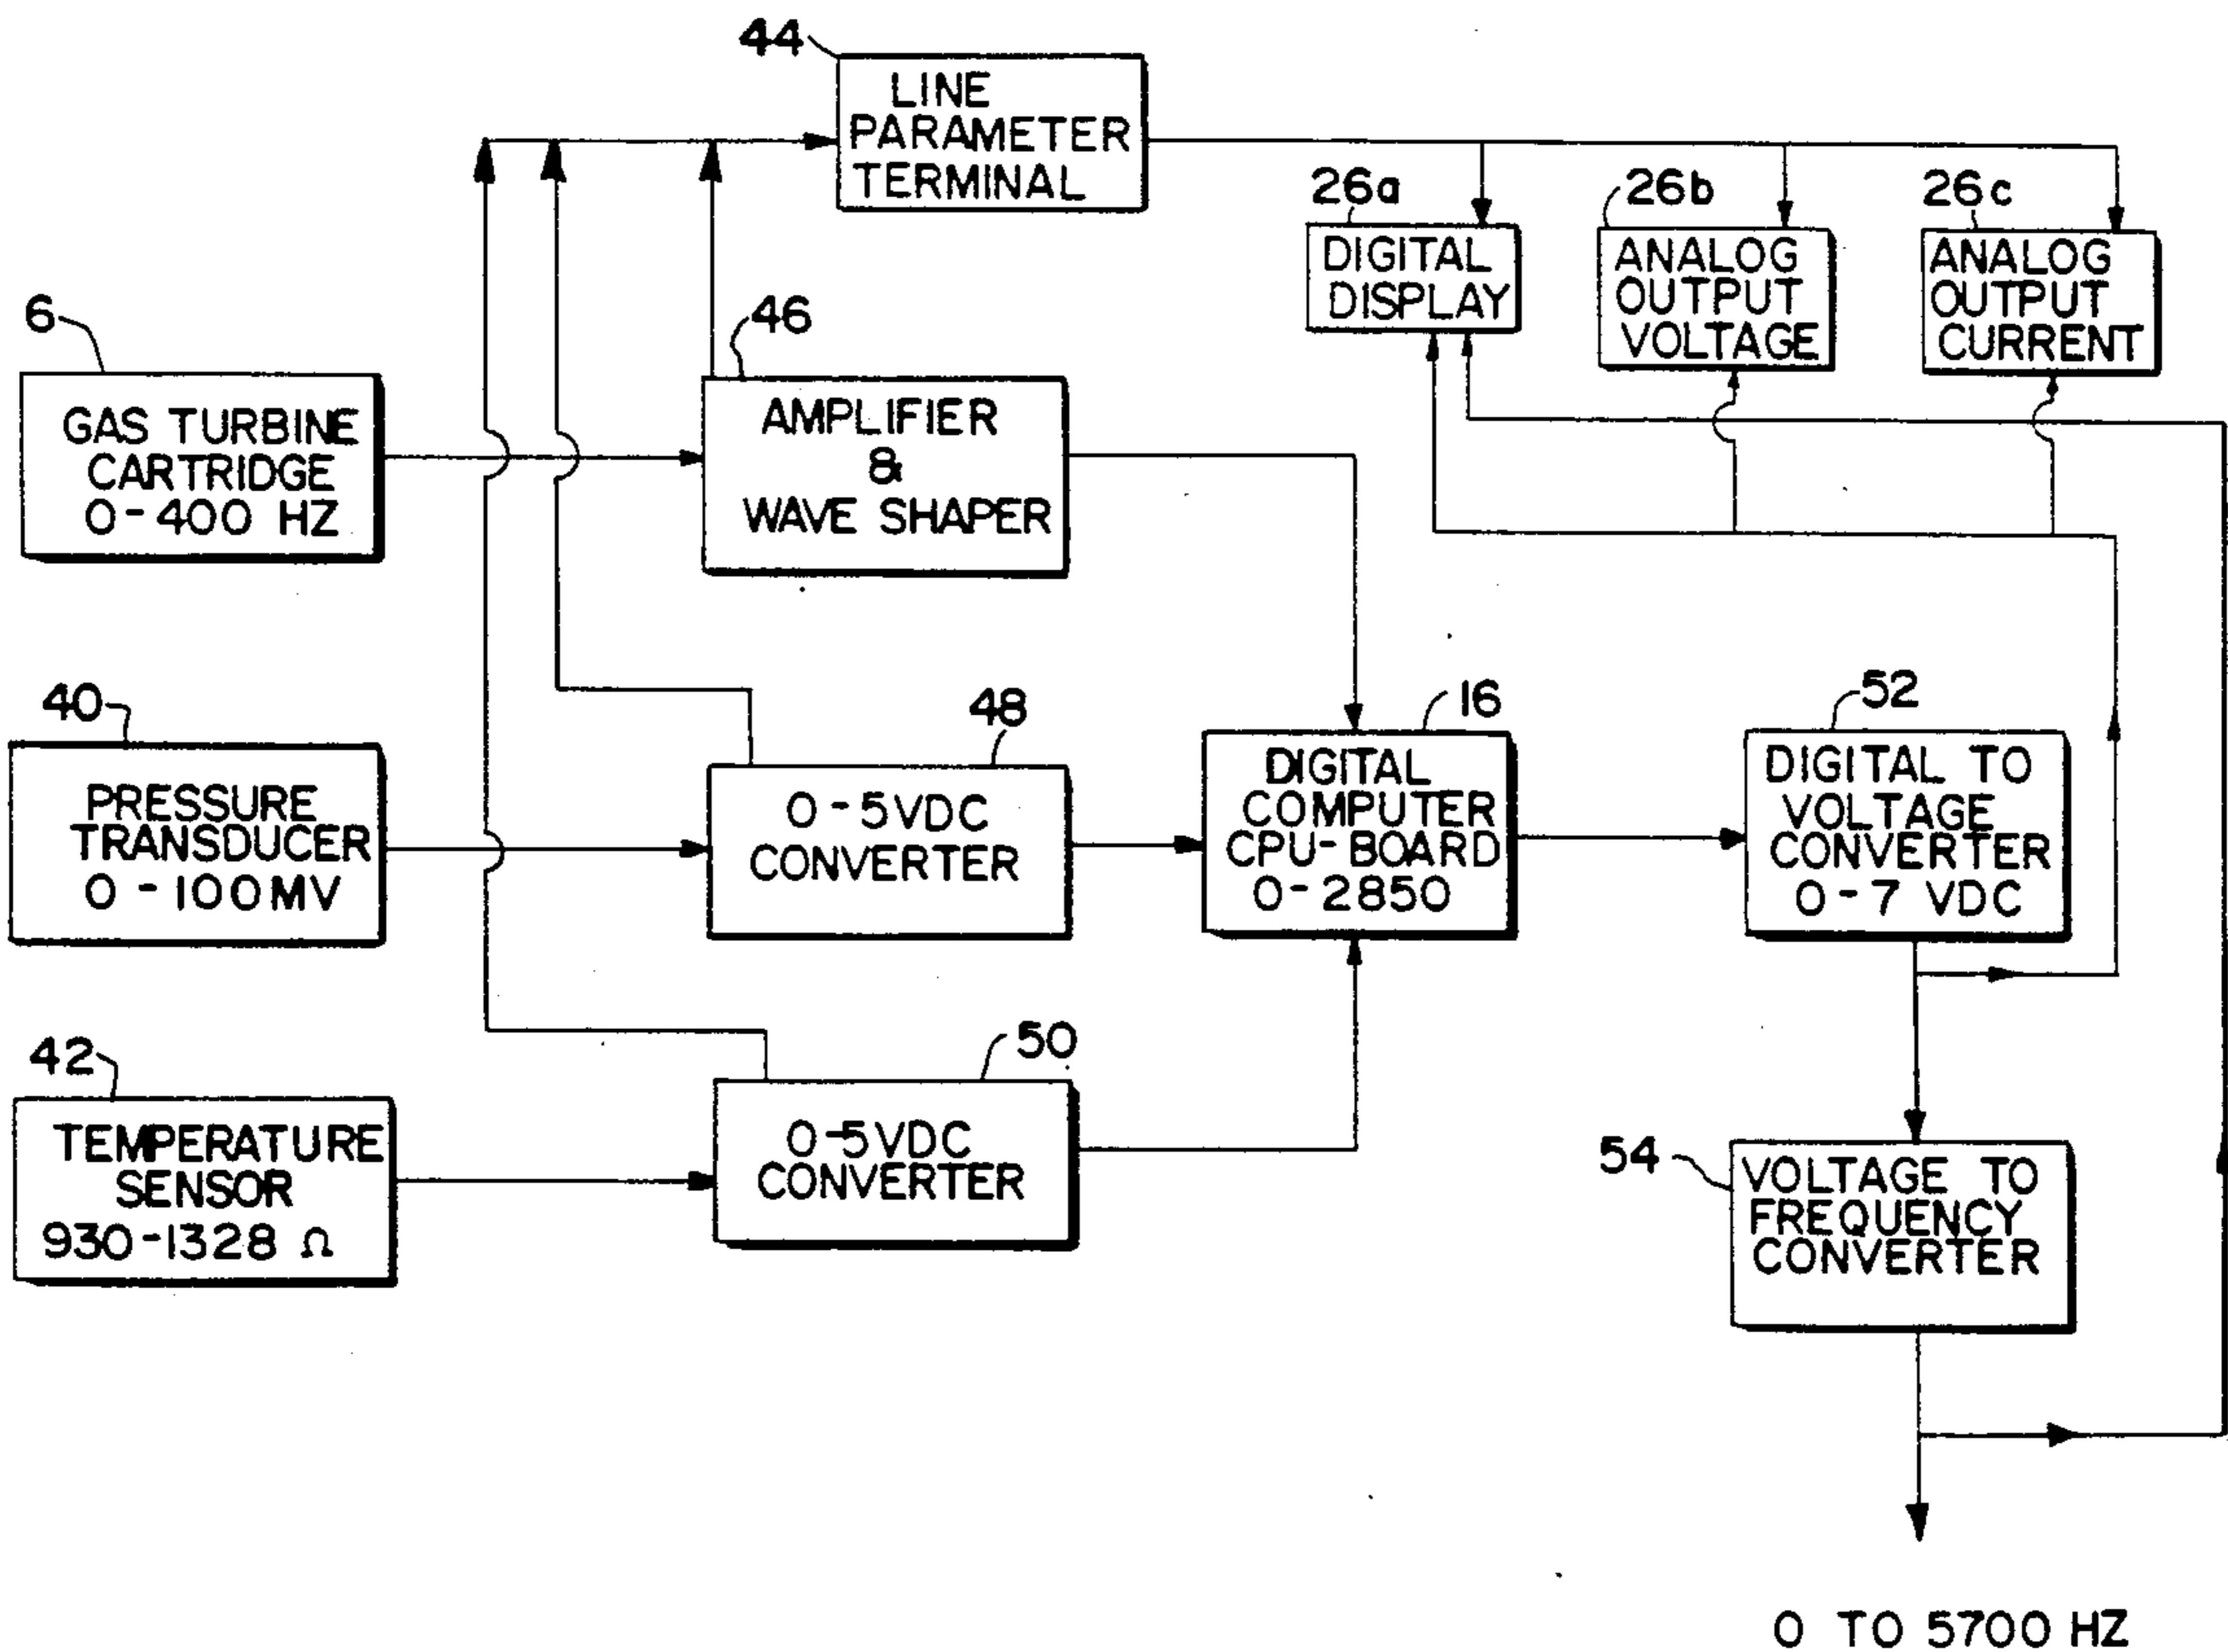 44
LINE
PARAMETER
TERMINAL
26a
DIGITAL
DISPLAY
26b
ANALOG
OUTPUT
VOLTAGE
26c
ANALOG
OUTPUT
CURRENT
6
GAS TURBINE
CARTRIDGE
0-400 HZ
46
AMPLIFIER
&
WAVE SHAPER
40
PRESSURE
TRANSDUCER
0-100MV
48
0-5VDC
CONVERTER
16
DIGITAL
COMPUTER
CPU-BOARD
0-2850
52
DIGITAL TO
VOLTAGE
CONVERTER
0-7 VDC
42
TEMPERATURE
SENSOR
930-1328 Ω
50
0-5VDC
CONVERTER
54
VOLTAGE TO
FREQUENCY
CONVERTER
0 TO 5700 HZ